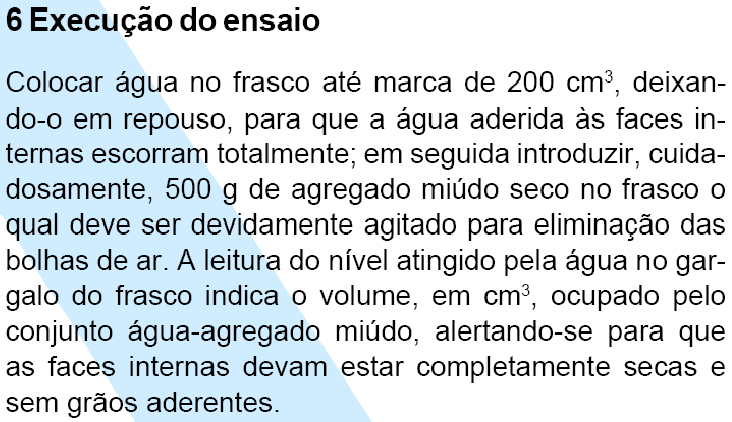 6 Execução do ensaio
Colocar água no frasco até marca de 200 cm³, deixan-
do-o em repouso, para que a água aderida às faces in-
ternas escorram totalmente; em seguida introduzir, cuida-
dosamente, 500 g de agregado miúdo seco no frasco o
qual deve ser devidamente agitado para eliminação das
bolhas de ar. A leitura do nível atingido pela água no gar-
galo do frasco indica o volume, em cm³, ocupado pelo
conjunto água-agregado miúdo, alertando-se para que
as faces internas devam estar completamente secas e
sem grãos aderentes.